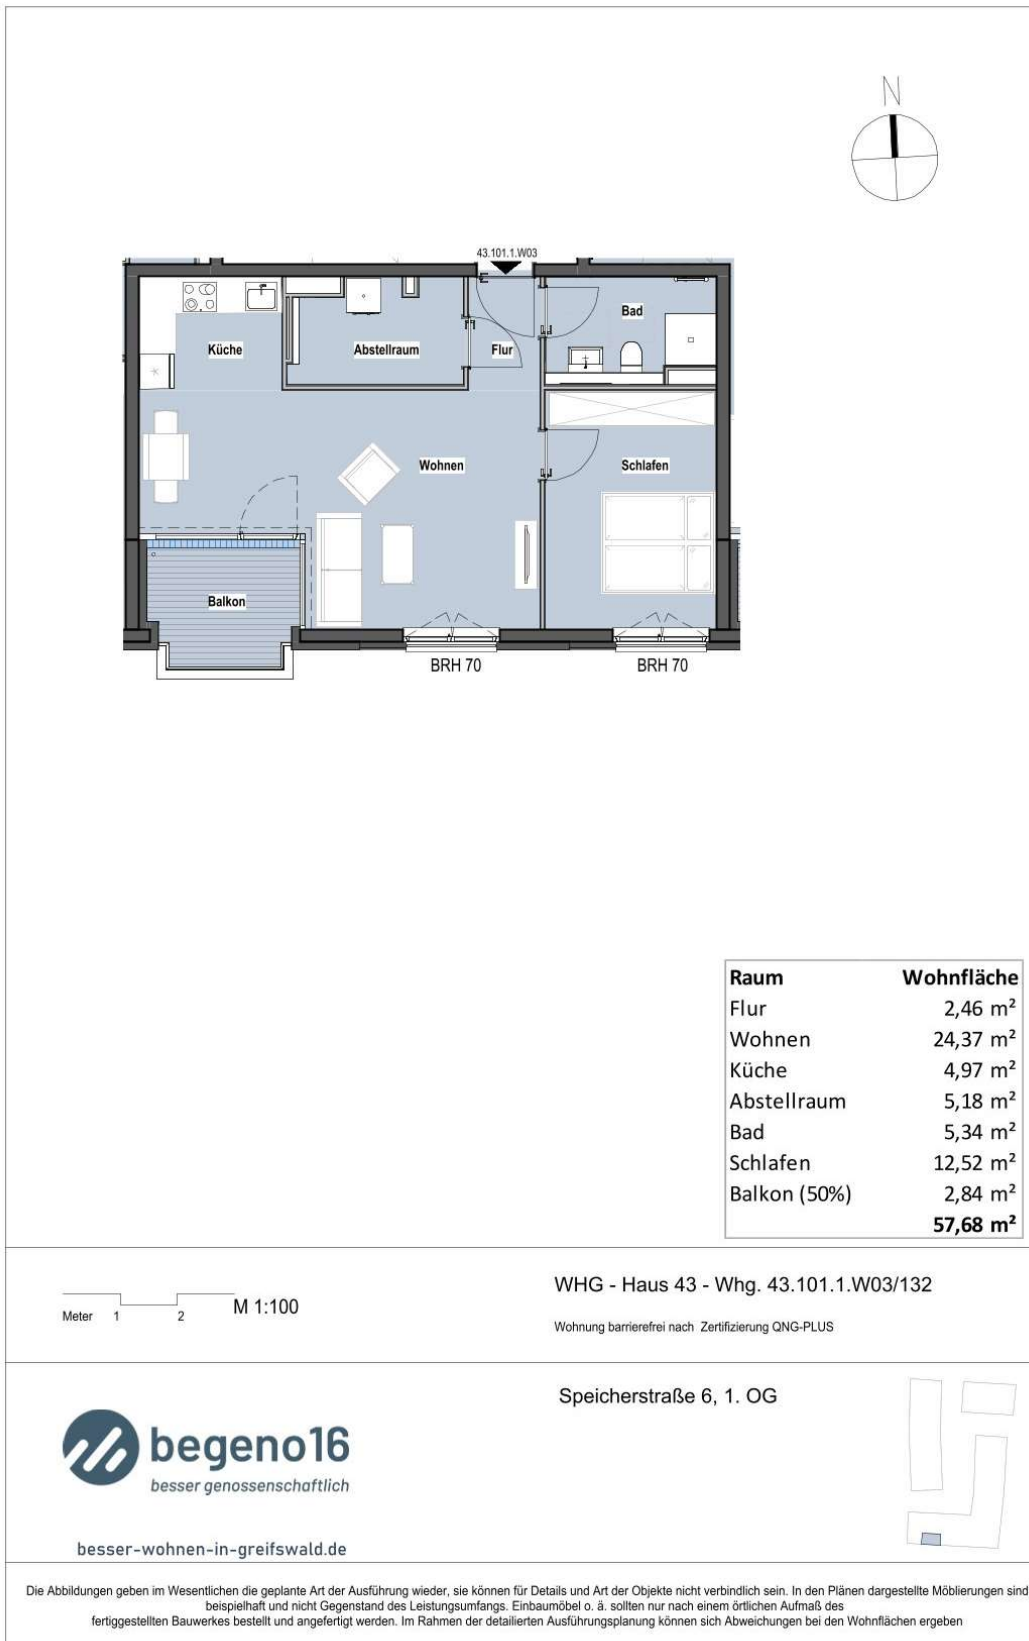 N
43.101.1.W03
Bad
Küche
Abstellraum
Flur
Wohnen
Schlafen
Balkon
BRH 70
BRH 70
Raum Wohnfläche
Flur 2,46 m²
Wohnen 24,37 m²
Küche 4,97 m²
Abstellraum 5,18 m²
Bad 5,34 m²
Schlafen 12,52 m²
Balkon (50%) 2,84 m²
57,68 m²
Meter 1 2 M 1:100
WHG - Haus 43 - Whg. 43.101.1.W03/132
Wohnung barrierefrei nach Zertifizierung QNG-PLUS
Speicherstraße 6, 1. OG
begeno16
besser genossenschaftlich
besser-wohnen-in-greifswald.de
Die Abbildungen geben im Wesentlichen die geplante Art der Ausführung wieder, sie können für Details und Art der Objekte nicht verbindlich sein. In den Plänen dargestellte Möblierungen sind
beispielhaft und nicht Gegenstand des Leistungsumfangs. Einbaumöbel o. ä. sollten nur nach einem örtlichen Aufmaß des
fertiggestellten Bauwerkes bestellt und angefertigt werden. Im Rahmen der detailierten Ausführungsplanung können sich Abweichungen bei den Wohnflächen ergeben